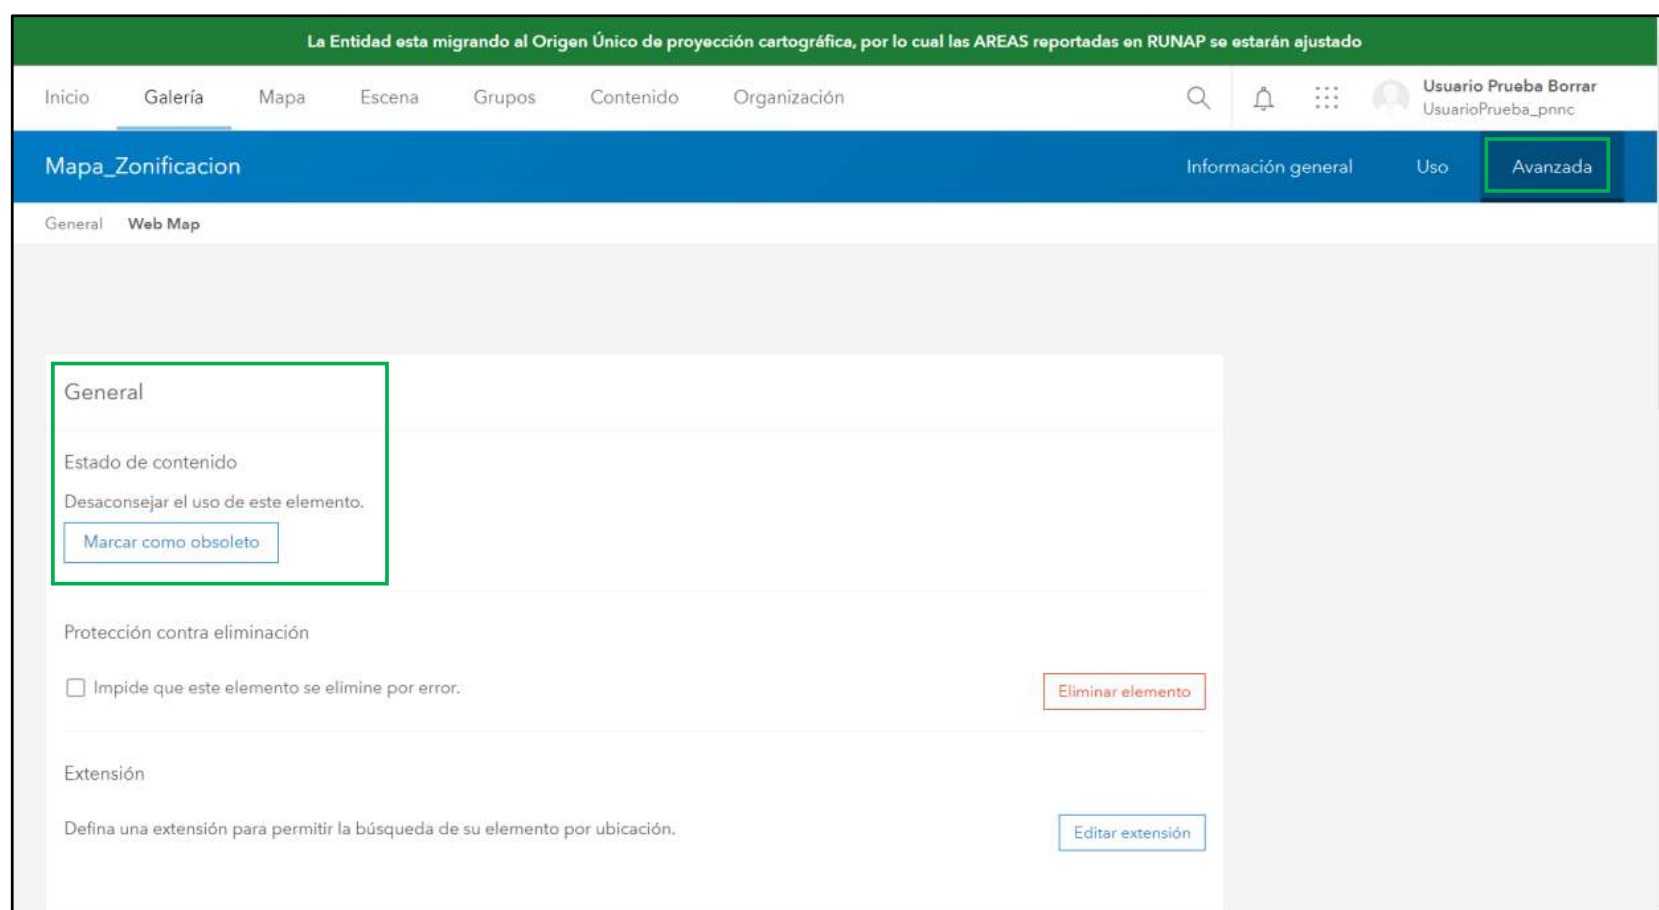 La Entidad esta migrando al Origen Único de proyección cartográfica, por lo cual las AREAS reportadas en RUNAP se estarán ajustado
Inicio Galería Mapa Escena Grupos Contenido Organización Usuario Prueba Borrar
UsuarioPrueba_pnnc
Mapa_Zonificacion Información general Uso Avanzada
General Web Map
General
Estado de contenido
Desaconsejar el uso de este elemento.
Marcar como obsoleto
Protección contra eliminación
Impide que este elemento se elimine por error. Eliminar elemento
Extensión
Defina una extensión para permitir la búsqueda de su elemento por ubicación. Editar extensión